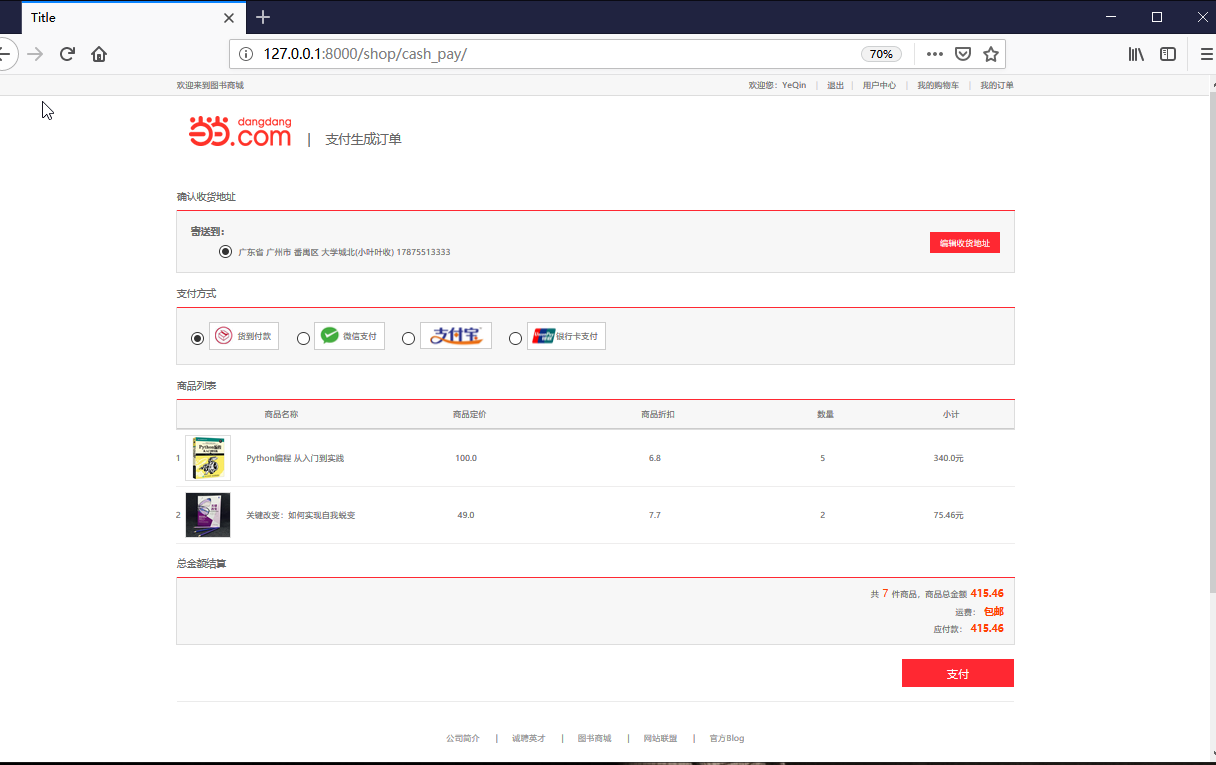 Title
127.0.0.1:8000/shop/cash_pay/
70%
欢迎来到图书商城
欢迎您：YeQin | 退出 | 用户中心 | 我的购物车 | 我的订单
dangdang
当当.com | 支付生成订单
确认收货地址
寄送到：
广东省 广州市 番禺区 大学城北(小叶叶收) 17875513333
编辑收货地址
支付方式
货到付款 微信支付 支付宝 银行卡支付
商品列表
商品名称 商品定价 商品折扣 数量 小计
1 Python编程 从入门到实践 100.0 6.8 5 340.0元
2 关键改变：如何实现自我蜕变 49.0 7.7 2 75.46元
总金额结算
共 7 件商品，商品总金额 415.46
运费： 包邮
应付款： 415.46
支付
公司简介 | 诚聘英才 | 图书商城 | 网站联盟 | 官方Blog